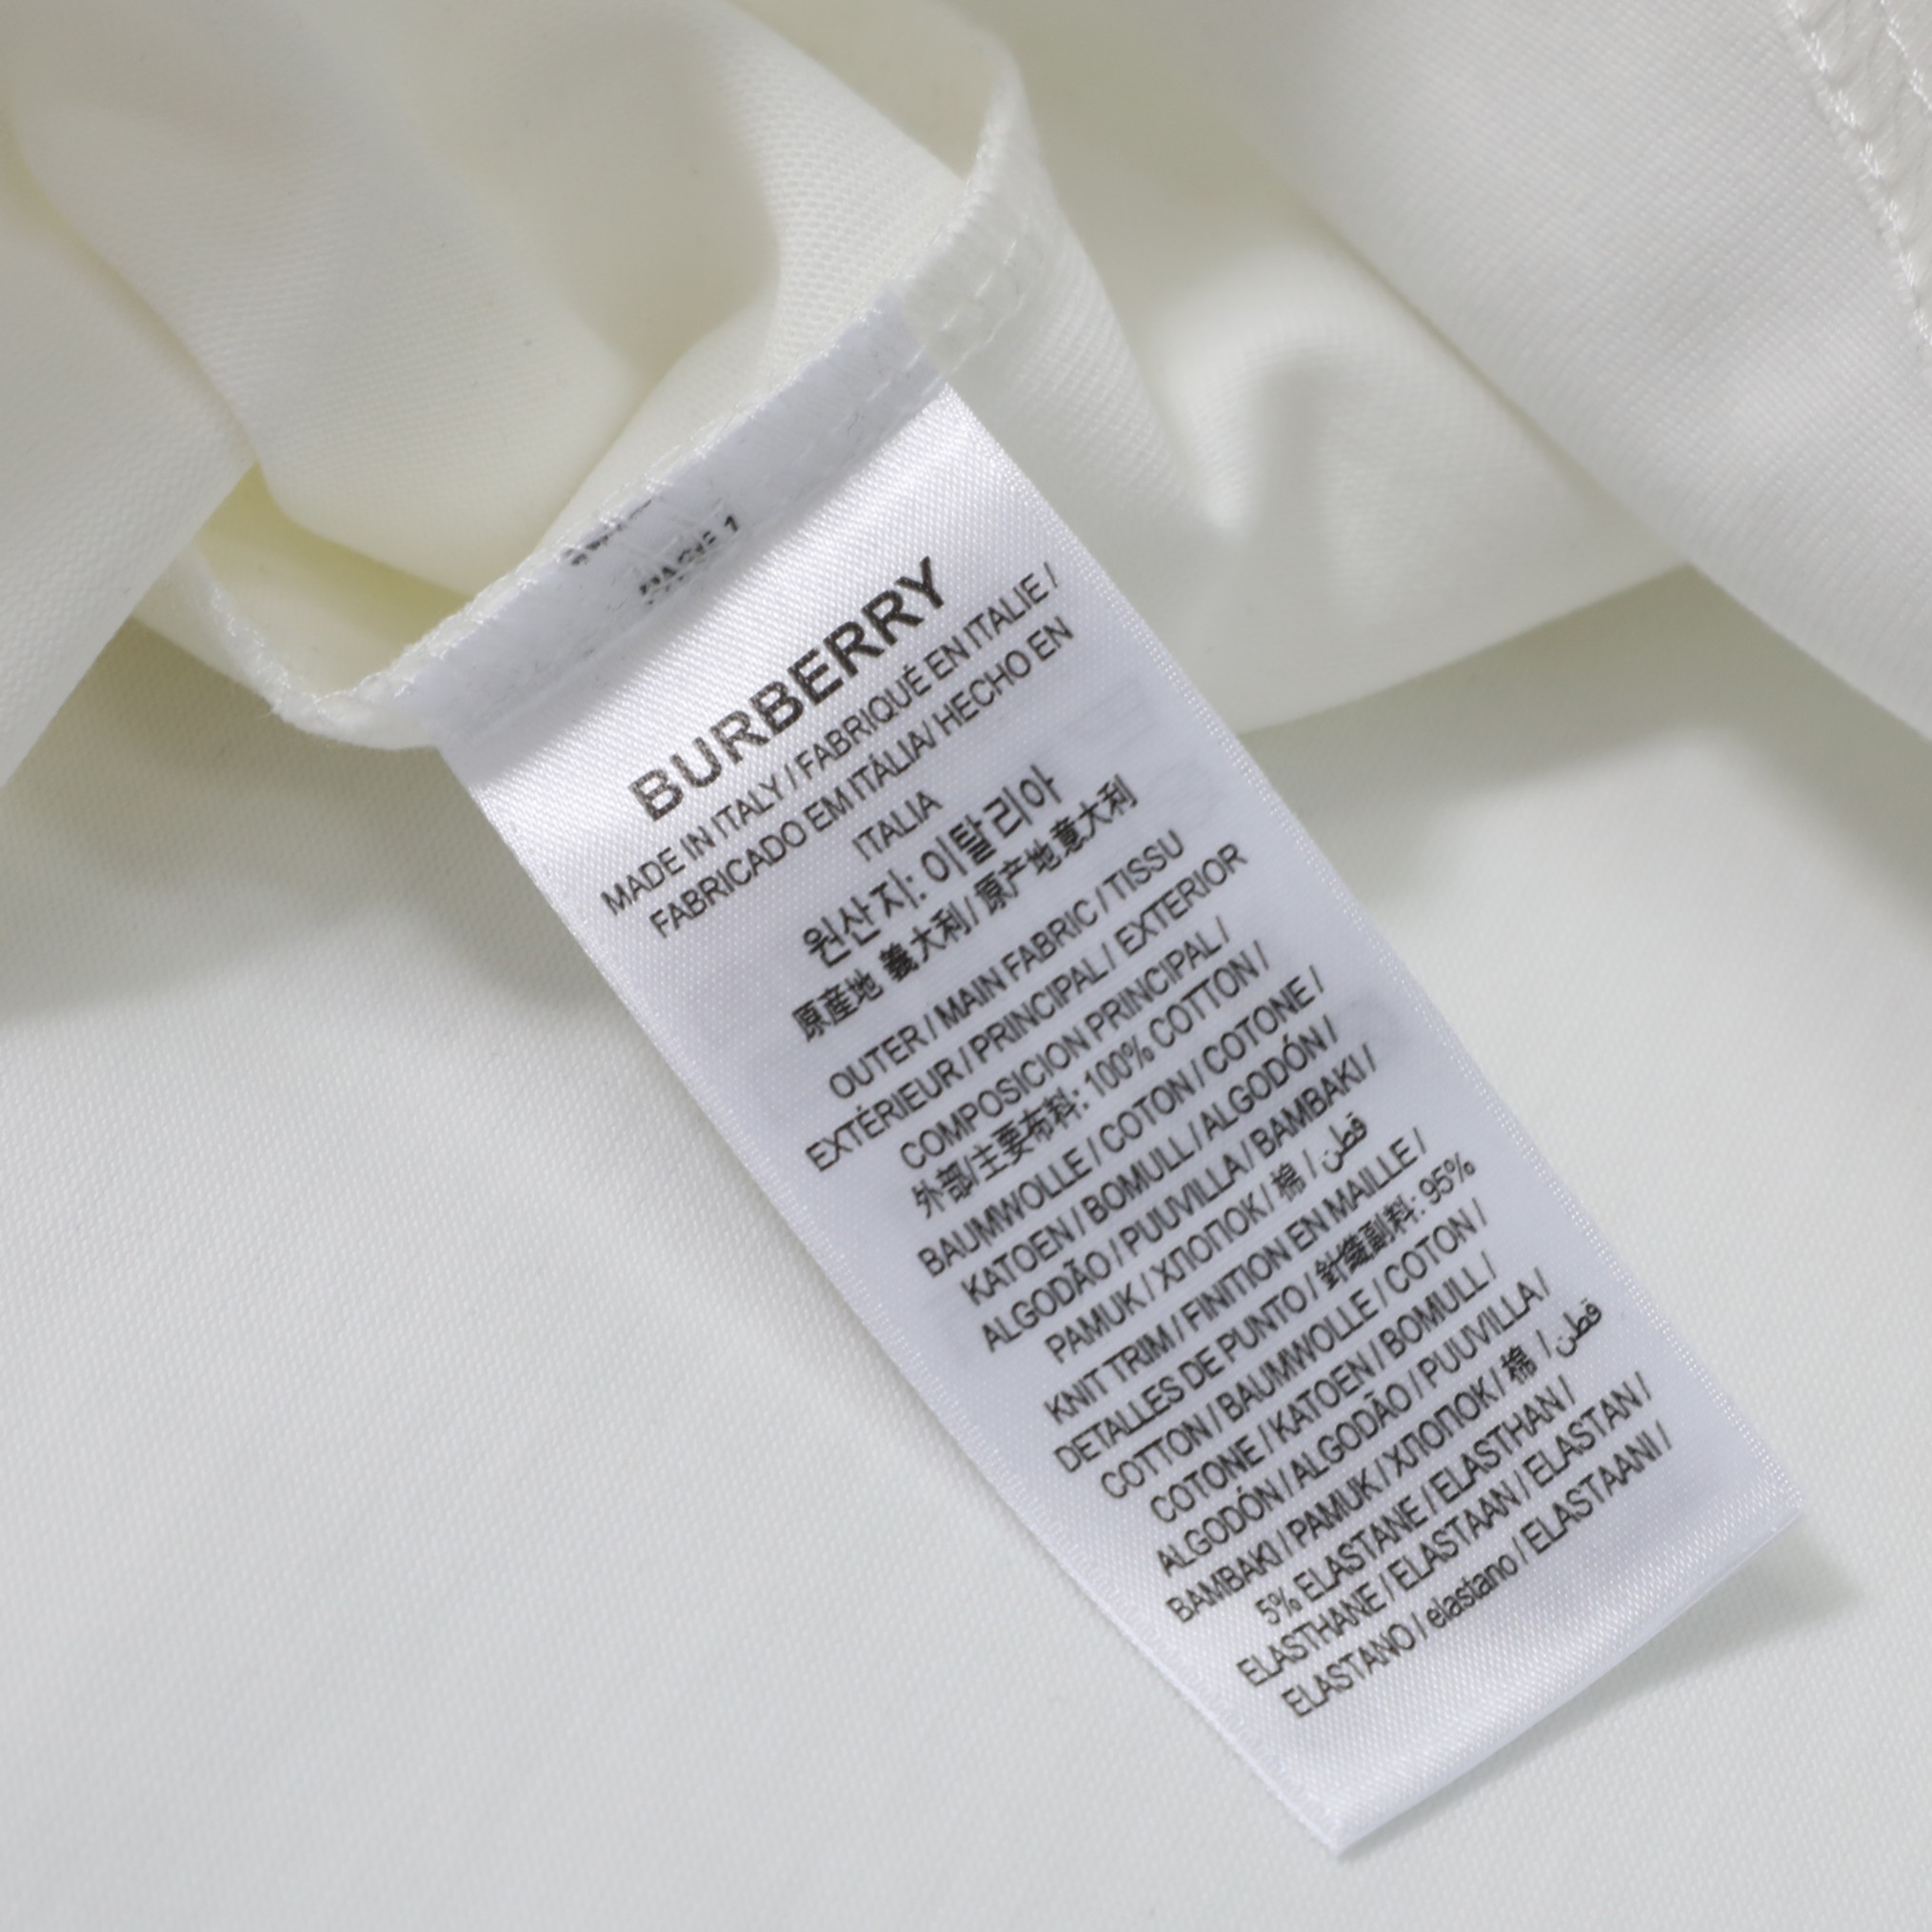 PAGE 1
BURBERRY
MADE IN ITALY / FABRIQUÉ EN ITALIE /
FABRICADO EM ITÁLIA/ HECHO EN
ITALIA
원산지: 이탈리아
原産地 義大利 / 原产地意大利
OUTER / MAIN FABRIC / TISSU
EXTÉRIEUR / PRINCIPAL / EXTERIOR
COMPOSICION PRINCIPAL /
外部/主要布料: 100% COTTON /
BAUMWOLLE / COTON / COTONE /
KATOEN / BOMULL / ALGODÓN /
ALGODÃO / PUUVILLA / BAMBAKI /
PAMUK / ХЛОПОК / 棉 / قطن
KNIT TRIM / FINITION EN MAILLE /
DETALLES DE PUNTO / 針織副料: 95%
COTTON / BAUMWOLLE / COTON /
COTONE / KATOEN / BOMULL /
ALGODÓN / ALGODÃO / PUUVILLA /
BAMBAKI / PAMUK / ХЛОПОК / 棉 / قطن
5% ELASTANE / ELASTHAN /
ELASTHANE / ELASTAAN / ELASTAN /
ELASTANO / elastano / ELASTAANI /